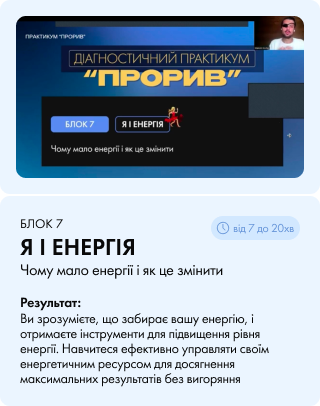 ПРАКТИКУМ "ПРОРИВ"
ДІАГНОСТИЧНИЙ ПРАКТИКУМ
“ПРОРИВ”
БЛОК 7
Я І ЕНЕРГІЯ
Чому мало енергії і як це змінити
БЛОК 7
від 7 до 20хв
Я І ЕНЕРГІЯ
Чому мало енергії і як це змінити
Результат:
Ви зрозумієте, що забирає вашу енергію, і
отримаєте інструменти для підвищення рівня
енергії. Навчитеся ефективно управляти своїм
енергетичним ресурсом для досягнення
максимальних результатів без вигоряння